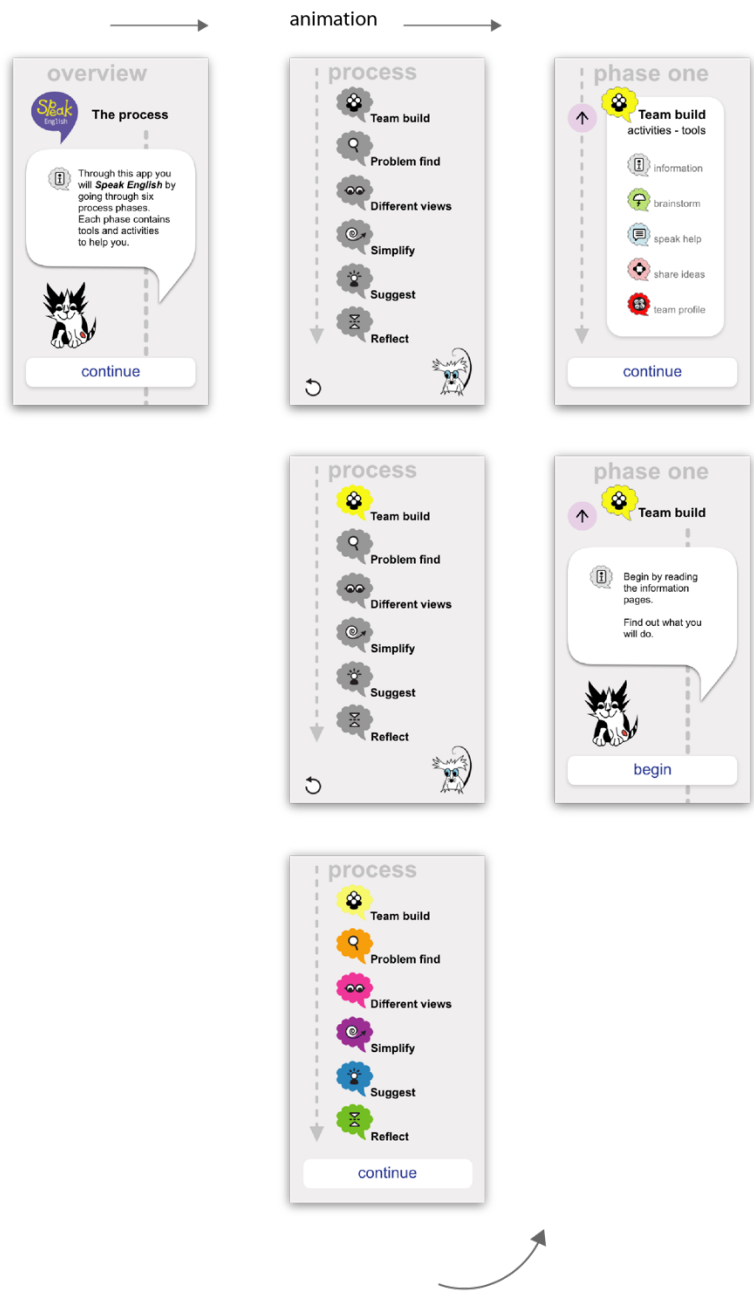 animation
overview
Speak
English
The process
Through this app you
will Speak English by
going through six
process phases.
Each phase contains
tools and activities
to help you.
continue
process
Team build
Problem find
Different views
Simplify
Suggest
Reflect
phase one
Team build
activities - tools
information
brainstorm
speak help
share ideas
team profile
continue
process
Team build
Problem find
Different views
Simplify
Suggest
Reflect
phase one
Team build
Begin by reading
the information
pages.
Find out what you
will do.
begin
process
Team build
Problem find
Different views
Simplify
Suggest
Reflect
continue